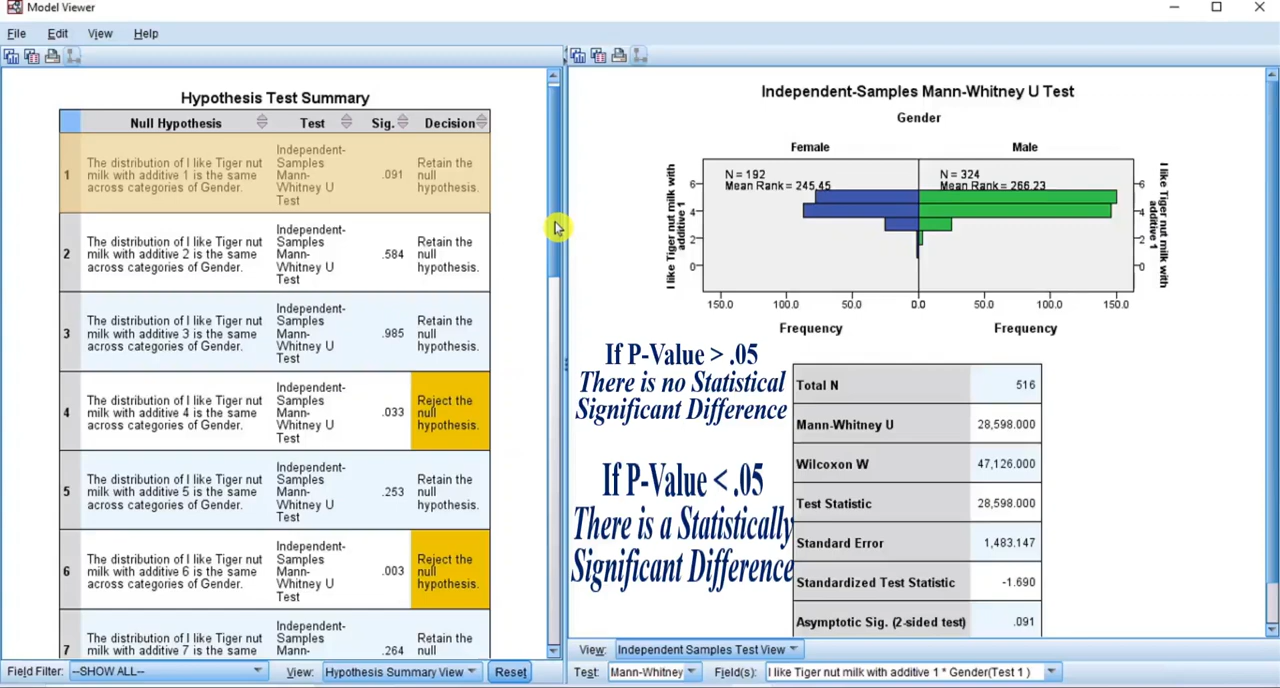 Model Viewer
File Edit View Help
Hypothesis Test Summary
Null Hypothesis Test Sig. Decision
1
The distribution of I like Tiger nut
milk with additive 1 is the same
across categories of Gender.
Independent-
Samples
Mann-
Whitney U
Test
.091
Retain the
null
hypothesis.
2
The distribution of I like Tiger nut
milk with additive 2 is the same
across categories of Gender.
Independent-
Samples
Mann-
Whitney U
Test
.584
Retain the
null
hypothesis.
3
The distribution of I like Tiger nut
milk with additive 3 is the same
across categories of Gender.
Independent-
Samples
Mann-
Whitney U
Test
.985
Retain the
null
hypothesis.
4
The distribution of I like Tiger nut
milk with additive 4 is the same
across categories of Gender.
Independent-
Samples
Mann-
Whitney U
Test
.033
Reject the
null
hypothesis.
5
The distribution of I like Tiger nut
milk with additive 5 is the same
across categories of Gender.
Independent-
Samples
Mann-
Whitney U
Test
.253
Retain the
null
hypothesis.
6
The distribution of I like Tiger nut
milk with additive 6 is the same
across categories of Gender.
Independent-
Samples
Mann-
Whitney U
Test
.003
Reject the
null
hypothesis.
7
The distribution of I like Tiger nut
milk with additive 7 is the same
Independent-
Samples
Mann-
.264
Retain the
null
Field Filter: --SHOW ALL-- View: Hypothesis Summary View Reset
Independent-Samples Mann-Whitney U Test
Gender
Female Male
N = 192
Mean Rank = 245.45
N = 324
Mean Rank = 266.23
I like Tiger nut milk with
additive 1
6
4
2
0
6
4
2
0
I like Tiger nut milk with
additive 1
150.0 100.0 50.0 0.0 50.0 100.0 150.0
Frequency Frequency
If P-Value > .05
There is no Statistical
Significant Difference
If P-Value < .05
There is a Statistically
Significant Difference
Total N 516
Mann-Whitney U 28,598.000
Wilcoxon W 47,126.000
Test Statistic 28,598.000
Standard Error 1,483.147
Standardized Test Statistic -1.690
Asymptotic Sig. (2-sided test) .091
View: Independent Samples Test View
Test: Mann-Whitney Field(s): I like Tiger nut milk with additive 1 * Gender(Test 1 )